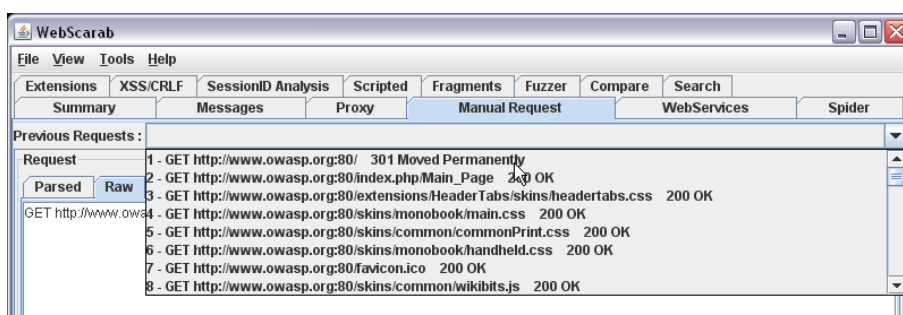 WebScarab
File View Tools Help
Extensions XSS/CRLF SessionID Analysis Scripted Fragments Fuzzer Compare Search
Summary Messages Proxy Manual Request WebServices Spider
Previous Requests :
Request
1 - GET http://www.owasp.org:80/ 301 Moved Permanently
Parsed Raw
2 - GET http://www.owasp.org:80/index.php/Main_Page 200 OK
3 - GET http://www.owasp.org:80/extensions/HeaderTabs/skins/headertabs.css 200 OK
GET http://www.owa
4 - GET http://www.owasp.org:80/skins/monobook/main.css 200 OK
5 - GET http://www.owasp.org:80/skins/common/commonPrint.css 200 OK
6 - GET http://www.owasp.org:80/skins/monobook/handheld.css 200 OK
7 - GET http://www.owasp.org:80/favicon.ico 200 OK
8 - GET http://www.owasp.org:80/skins/common/wikibits.js 200 OK